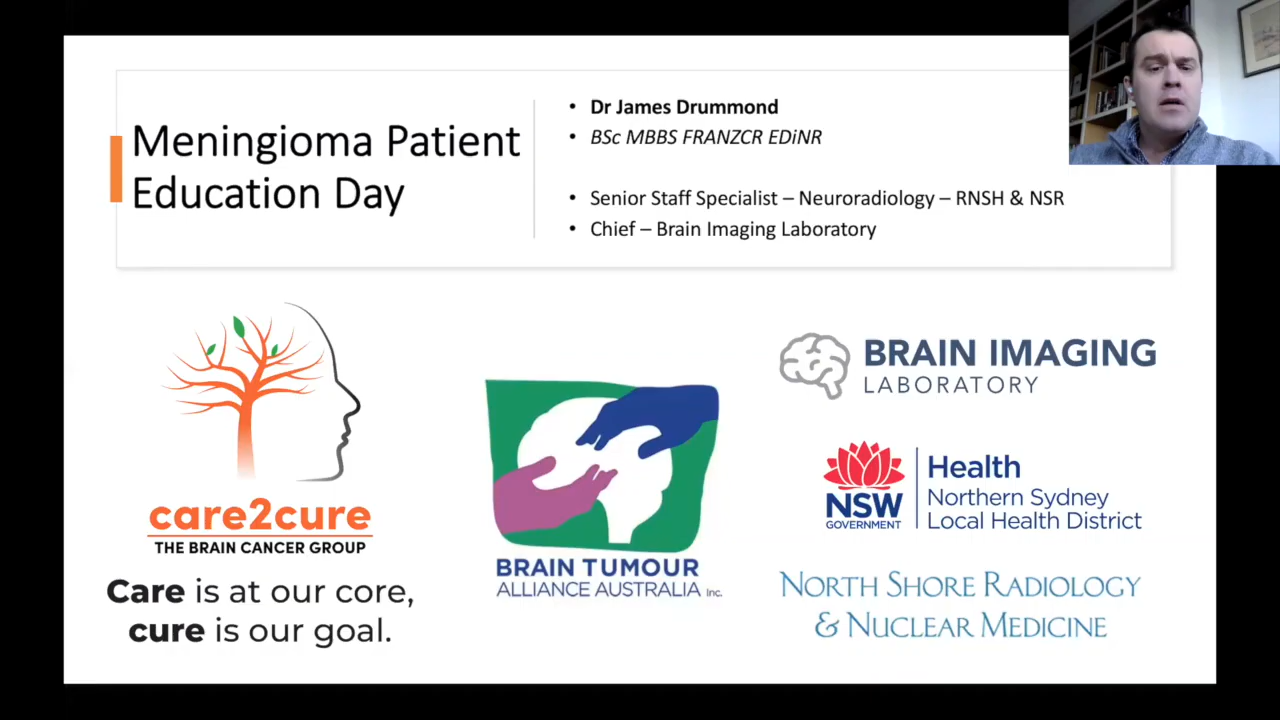 Meningioma Patient
Education Day
• Dr James Drummond
• BSc MBBS FRANZCR EDiNR
• Senior Staff Specialist – Neuroradiology – RNSH & NSR
• Chief – Brain Imaging Laboratory
care2cure
THE BRAIN CANCER GROUP
Care is at our core,
cure is our goal.
BRAIN TUMOUR
ALLIANCE AUSTRALIA Inc.
BRAIN IMAGING
LABORATORY
NSW
GOVERNMENT
Health
Northern Sydney
Local Health District
NORTH SHORE RADIOLOGY
& NUCLEAR MEDICINE